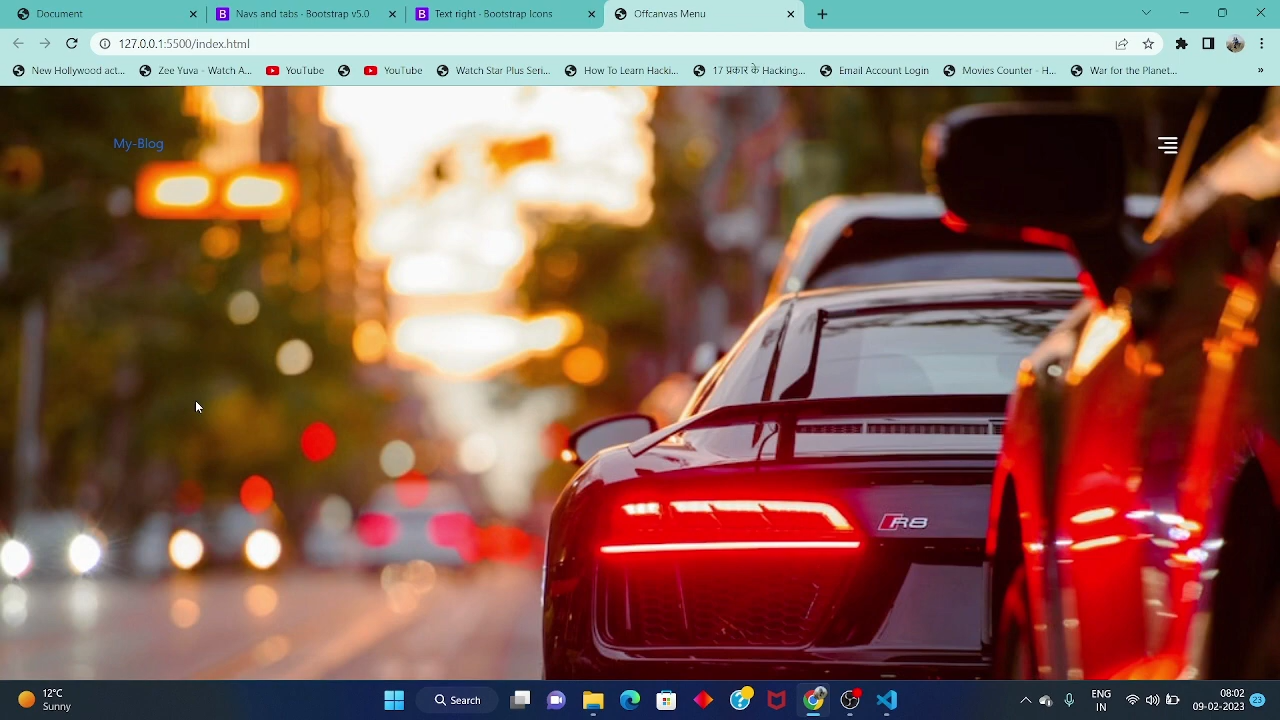 Document
Navs and tabs - Bootstrap v5.0
Text right · Bootstrap Icons
Offcanvas Menu
127.0.0.1:5500/index.html
New Hollywood act...
Zee Yuva - Watch A...
YouTube
YouTube
Watch Star Plus Seri...
How To Learn Hacki...
17 प्रकार के Hacking...
Email Account Login
Movies Counter - H...
War for the Planet...
»
My-Blog
R8
12°C
Sunny
Search
ENG
IN
08:02
09-02-2023
23